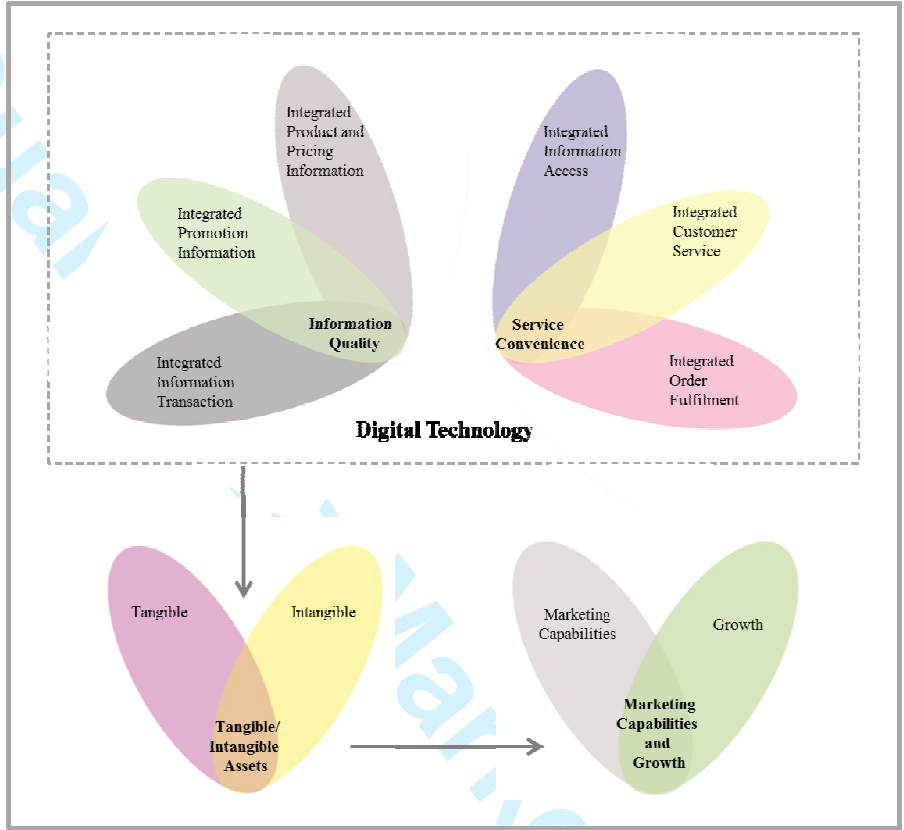 Integrated
Product and
Pricing
Information
Integrated
Information
Access
Integrated
Promotion
Information
Integrated
Customer
Service
Information
Quality
Service
Convenience
Integrated
Information
Transaction
Integrated
Order
Fulfilment
Digital Technology
Tangible
Intangible
Marketing
Capabilities
Growth
Tangible/
Intangible
Assets
Marketing
Capabilities
and
Growth